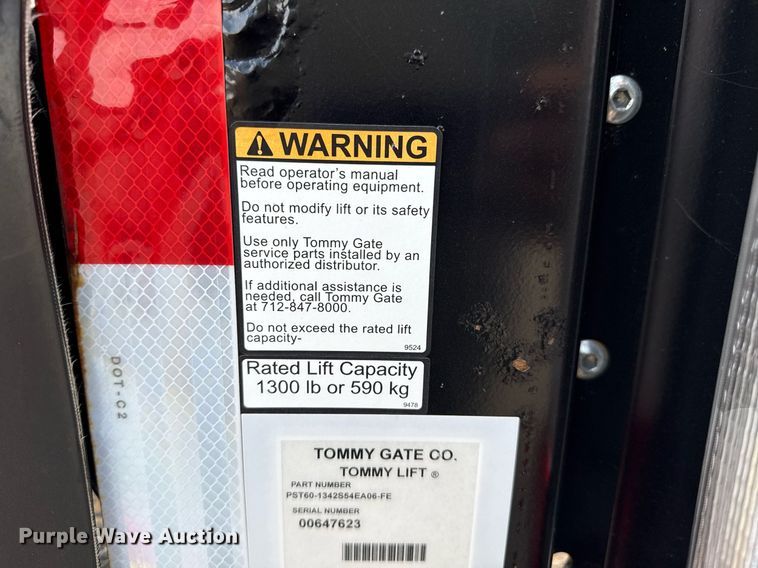 WARNING
Read operator's manual
before operating equipment.
Do not modify lift or its safety
features.
Use only Tommy Gate
service parts installed by an
authorized distributor.
If additional assistance is
needed, call Tommy Gate
at 712-847-8000.
Do not exceed the rated lift
capacity-
9524
Rated Lift Capacity
1300 lb or 590 kg
9478
DOT-C2
TOMMY GATE CO.
TOMMY LIFT ®
PART NUMBER
PST60-1342S54EA06-FE
SERIAL NUMBER
00647623
Purple Wave Auction